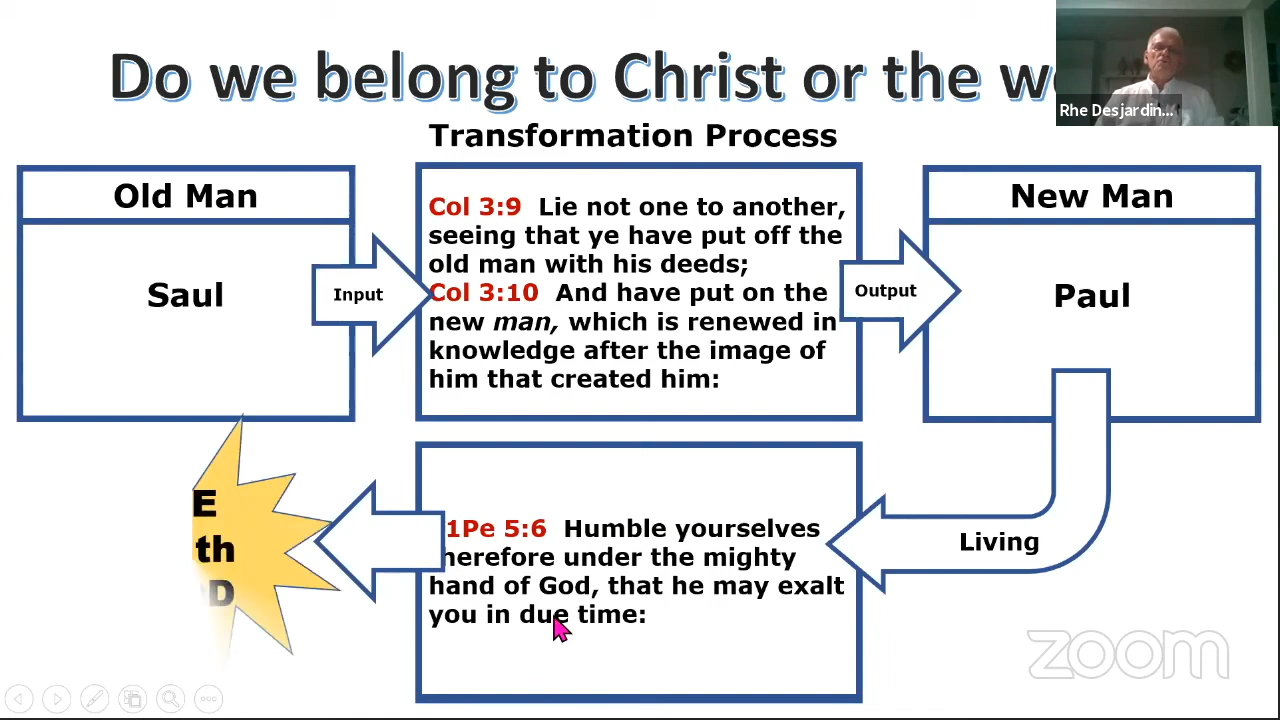 Do we belong to Christ or the
Rhe Desjardin...
Transformation Process
Old Man
Saul
Input
Col 3:9 Lie not one to another,
seeing that ye have put off the
old man with his deeds;
Col 3:10 And have put on the
new man, which is renewed in
knowledge after the image of
him that created him:
Output
New Man
Paul
Living
1Pe 5:6 Humble yourselves
herefore under the mighty
hand of God, that he may exalt
you in due time:
E
th
D
zoom